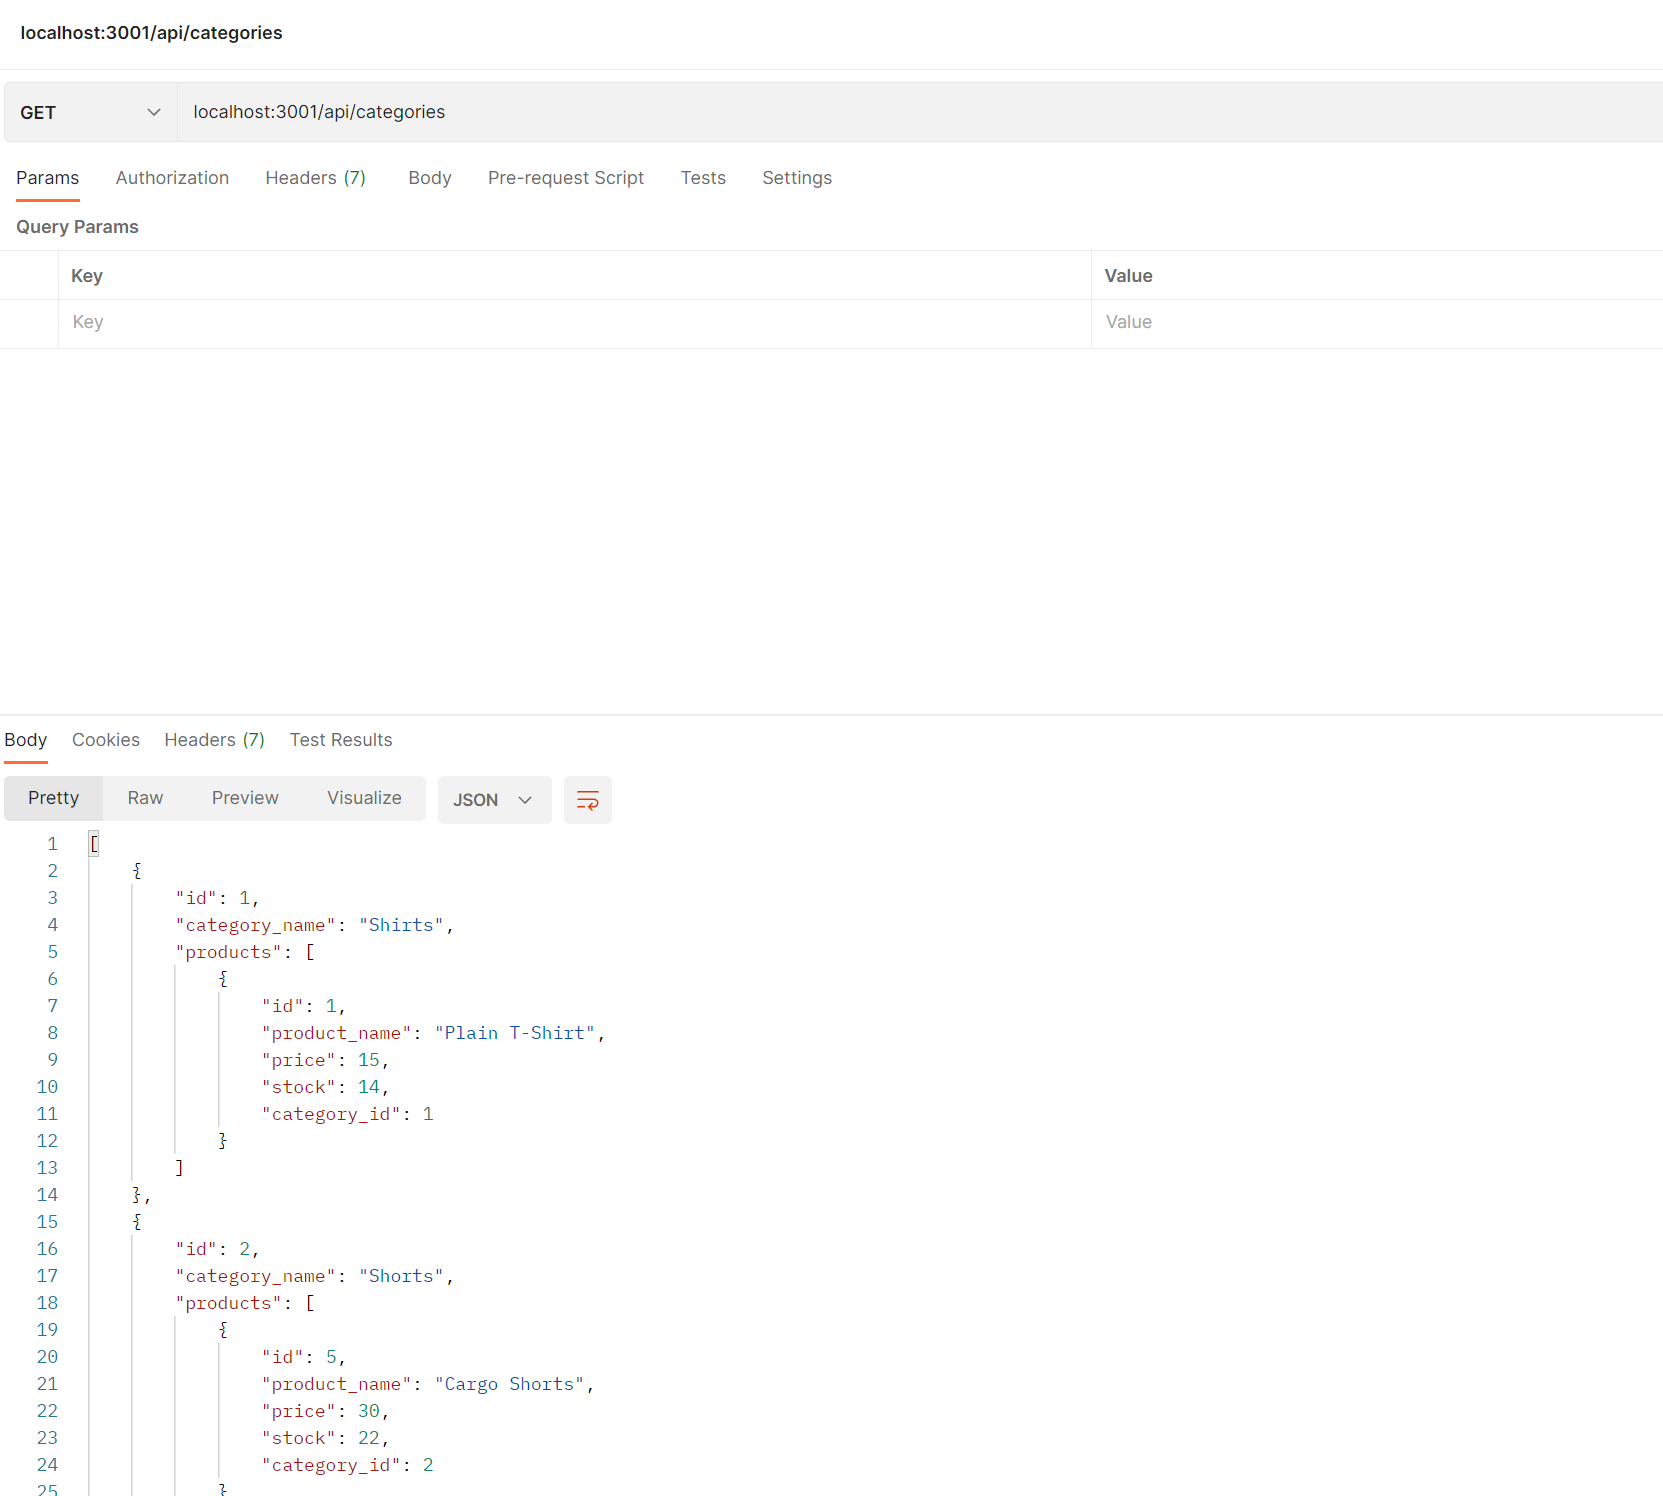 localhost:3001/api/categories
GET localhost:3001/api/categories
Params Authorization Headers (7) Body Pre-request Script Tests Settings
Query Params
Key Value
Key Value
Body Cookies Headers (7) Test Results
Pretty Raw Preview Visualize JSON
1 [
2 {
3 "id": 1,
4 "category_name": "Shirts",
5 "products": [
6 {
7 "id": 1,
8 "product_name": "Plain T-Shirt",
9 "price": 15,
10 "stock": 14,
11 "category_id": 1
12 }
13 ]
14 },
15 {
16 "id": 2,
17 "category_name": "Shorts",
18 "products": [
19 {
20 "id": 5,
21 "product_name": "Cargo Shorts",
22 "price": 30,
23 "stock": 22,
24 "category_id": 2
25 }